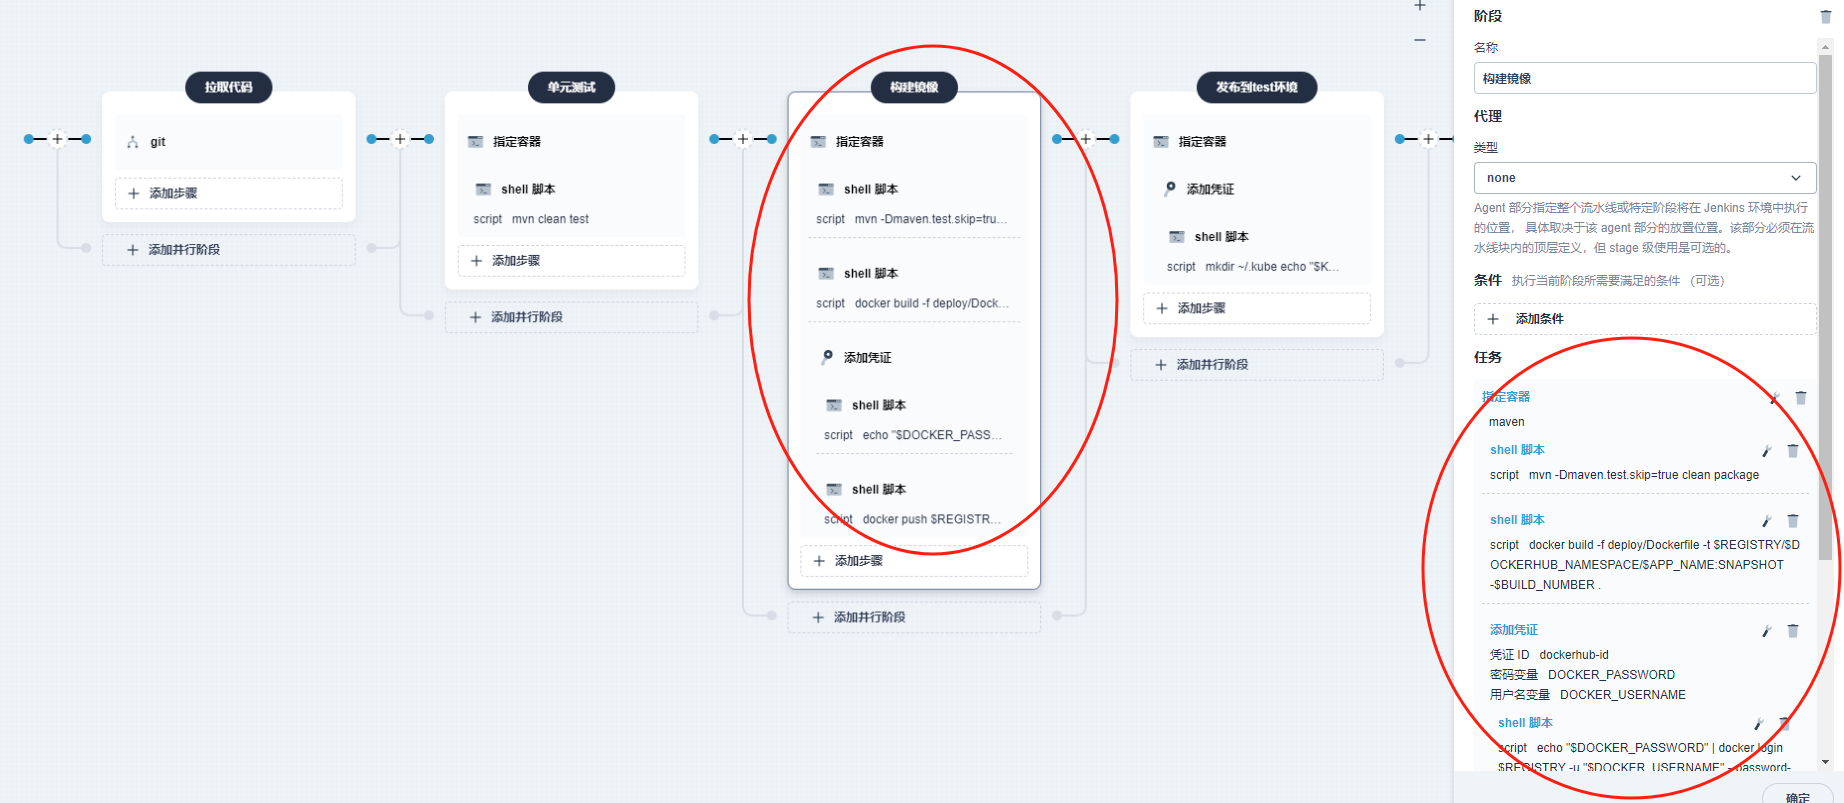 拉取代码
git
添加步骤
添加并行阶段
单元测试
指定容器
shell 脚本
script mvn clean test
添加步骤
添加并行阶段
构建镜像
指定容器
shell 脚本
script mvn -Dmaven.test.skip=true...
shell 脚本
script docker build -f deploy/Dock...
添加凭证
shell 脚本
script echo "$DOCKER_PASS...
shell 脚本
script docker push $REGISTR...
添加步骤
添加并行阶段
发布到test环境
指定容器
添加凭证
shell 脚本
script mkdir ~/.kube echo "$K...
添加步骤
添加并行阶段
阶段
名称
构建镜像
代理
类型
none
Agent 部分指定整个流水线或特定阶段将在 Jenkins 环境中执行
的位置， 具体取决于该 agent 部分的放置位置。该部分必须在流
水线块内的顶层定义，但 stage 级使用是可选的。
条件 执行当前阶段所需要满足的条件 （可选）
添加条件
任务
指定容器
maven
shell 脚本
script mvn -Dmaven.test.skip=true clean package
shell 脚本
script docker build -f deploy/Dockerfile -t $REGISTRY/$D
OCKERHUB_NAMESPACE/$APP_NAME:SNAPSHOT
-$BUILD_NUMBER .
添加凭证
凭证 ID dockerhub-id
密码变量 DOCKER_PASSWORD
用户名变量 DOCKER_USERNAME
shell 脚本
script echo "$DOCKER_PASSWORD" | docker login
$REGISTRY -u "$DOCKER_USERNAME" --password-
确定